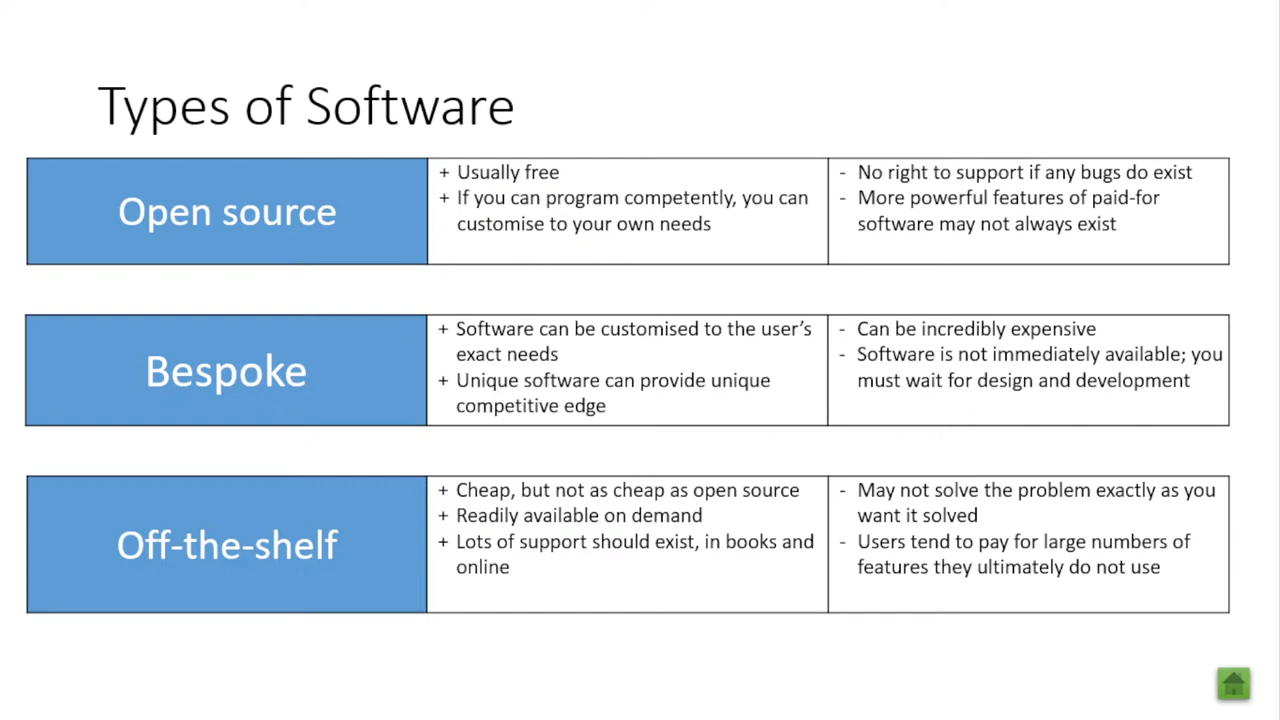 Types of Software
Open source
+ Usually free
+ If you can program competently, you can
customise to your own needs
- No right to support if any bugs do exist
- More powerful features of paid-for
software may not always exist
Bespoke
+ Software can be customised to the user's
exact needs
+ Unique software can provide unique
competitive edge
- Can be incredibly expensive
- Software is not immediately available; you
must wait for design and development
Off-the-shelf
+ Cheap, but not as cheap as open source
+ Readily available on demand
+ Lots of support should exist, in books and
online
- May not solve the problem exactly as you
want it solved
- Users tend to pay for large numbers of
features they ultimately do not use